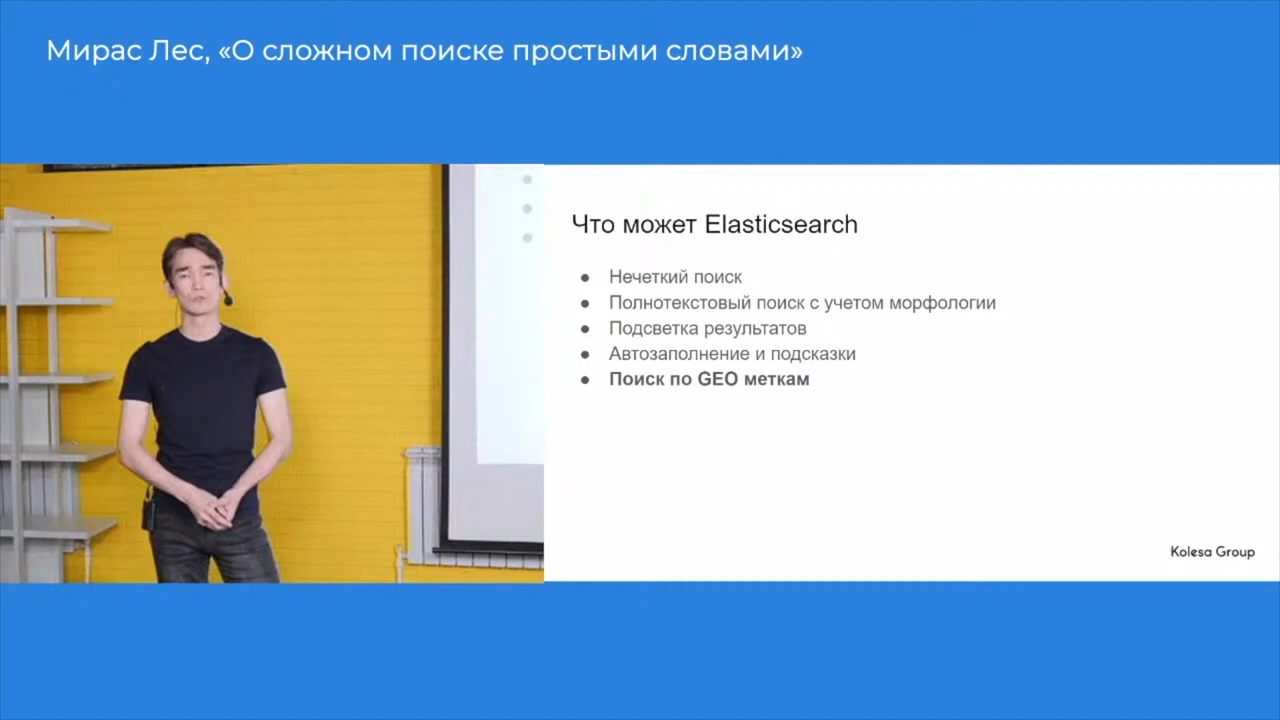 Мирас Лес, «О сложном поиске простыми словами»
Что может Elasticsearch
● Нечеткий поиск
● Полнотекстовый поиск с учетом морфологии
● Подсветка результатов
● Автозаполнение и подсказки
● Поиск по GEO меткам
Kolesa Group